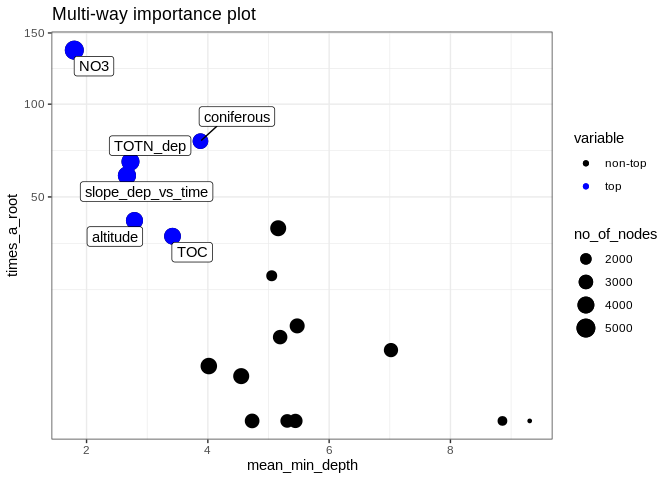 Multi-way importance plot
150
100
50
times_a_root
NO3
coniferous
TOTN_dep
slope_dep_vs_time
altitude
TOC
2
4
6
8
mean_min_depth
variable
non-top
top
no_of_nodes
2000
3000
4000
5000